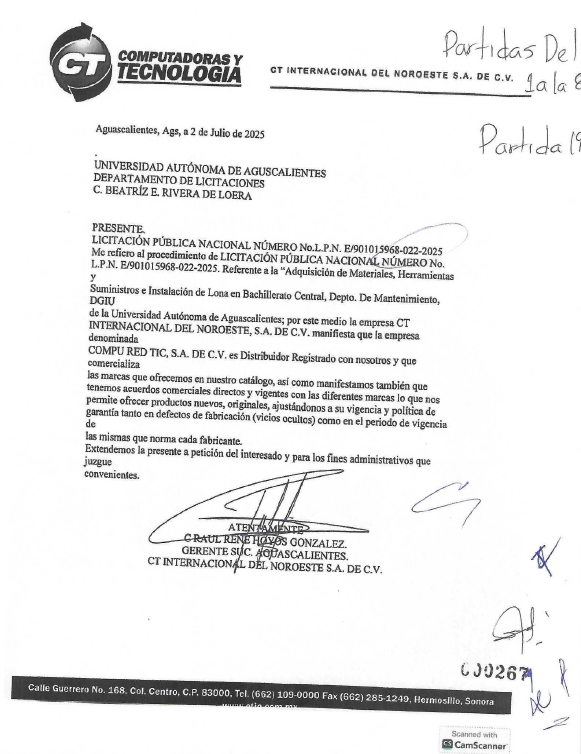 Partidas Del
1 a la 8
Partida 19
CT
COMPUTADORAS Y
TECNOLOGÍA
CT INTERNACIONAL DEL NOROESTE S.A. DE C.V.
Aguascalientes, Ags, a 2 de Julio de 2025
.
UNIVERSIDAD AUTÓNOMA DE AGUSCALIENTES
DEPARTAMENTO DE LICITACIONES
C. BEATRÍZ E. RIVERA DE LOERA
PRESENTE.
LICITACIÓN PÚBLICA NACIONAL NÚMERO No.L.P.N. E/901015968-022-2025
Me refiero al procedimiento de LICITACIÓN PÚBLICA NACIONAL NÚMERO No.
L.P.N. E/901015968-022-2025. Referente a la “Adquisición de Materiales, Herramientas
y
Suministros e Instalación de Lona en Bachillerato Central, Depto. De Mantenimiento,
DGIU
de la Universidad Autónoma de Aguascalientes; por este medio la empresa CT
INTERNACIONAL DEL NOROESTE, S.A. DE C.V. manifiesta que la empresa
denominada
COMPU RED TIC, S.A. DE C.V. es Distribuidor Registrado con nosotros y que
comercializa
las marcas que ofrecemos en nuestro catálogo, así como manifestamos también que
tenemos acuerdos comerciales directos y vigentes con las diferentes marcas lo que nos
permite ofrecer productos nuevos, originales, ajustándonos a su vigencia y política de
garantía tanto en defectos de fabricación (vicios ocultos) como en el periodo de vigencia
de
las mismas que norma cada fabricante.
Extendemos la presente a petición del interesado y para los fines administrativos que
juzgue
convenientes.
ATENTAMENTE
C RAUL RENE HOYOS GONZALEZ.
GERENTE SUC. AGUASCALIENTES.
CT INTERNACIONAL DEL NOROESTE S.A. DE C.V.
000267
Calle Guerrero No. 168, Col. Centro, C.P. 83000, Tel. (662) 109-0000 Fax (662) 285-1249, Hermosillo, Sonora
Scanned with
CS CamScanner